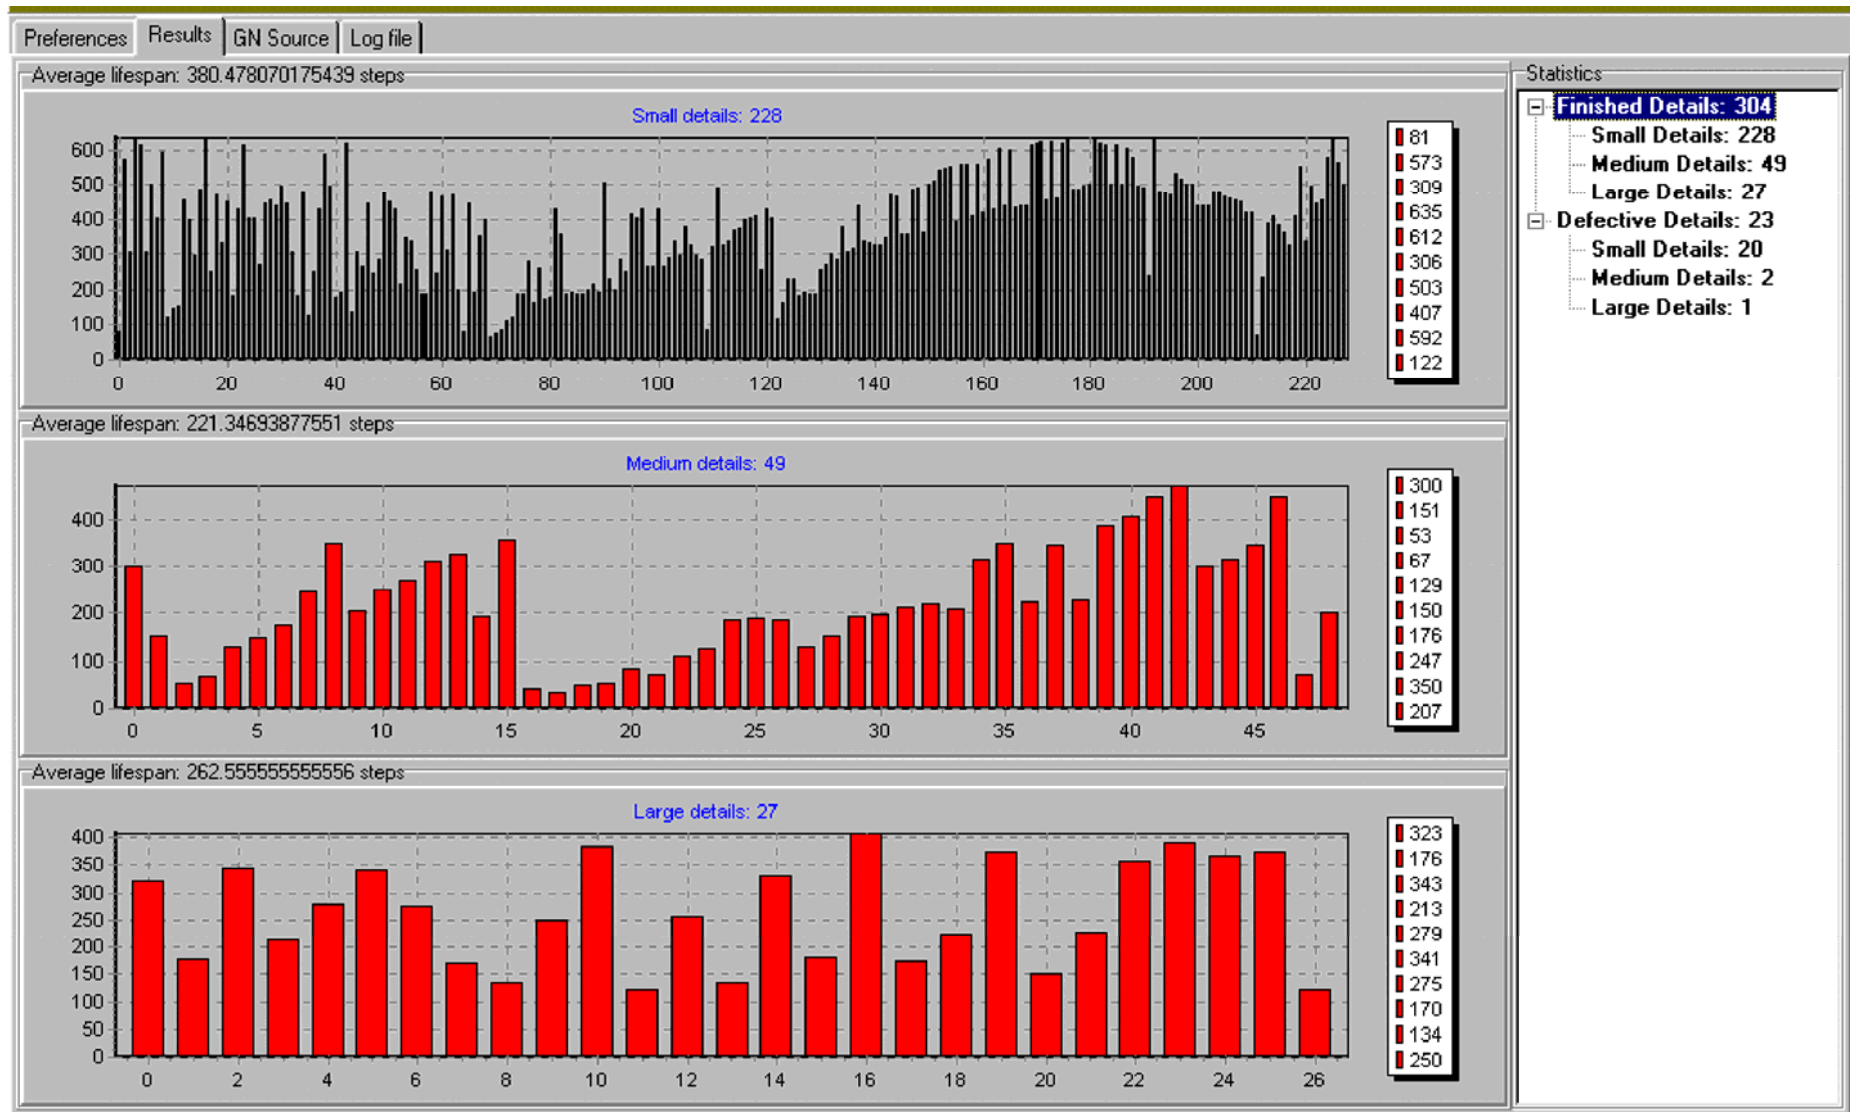 Preferences Results GN Source Log file
Average lifespan: 380.478070175439 steps
Small details: 228
600
500
400
300
200
100
0
0 20 40 60 80 100 120 140 160 180 200 220
81
573
309
635
612
306
503
407
592
122
Average lifespan: 221.34693877551 steps
Medium details: 49
400
300
200
100
0
0 5 10 15 20 25 30 35 40 45
300
151
53
67
129
150
176
247
350
207
Average lifespan: 262.555555555556 steps
Large details: 27
400
350
300
250
200
150
100
50
0
0 2 4 6 8 10 12 14 16 18 20 22 24 26
323
176
343
213
279
341
275
170
134
250
Statistics
Finished Details: 304
Small Details: 228
Medium Details: 49
Large Details: 27
Defective Details: 23
Small Details: 20
Medium Details: 2
Large Details: 1